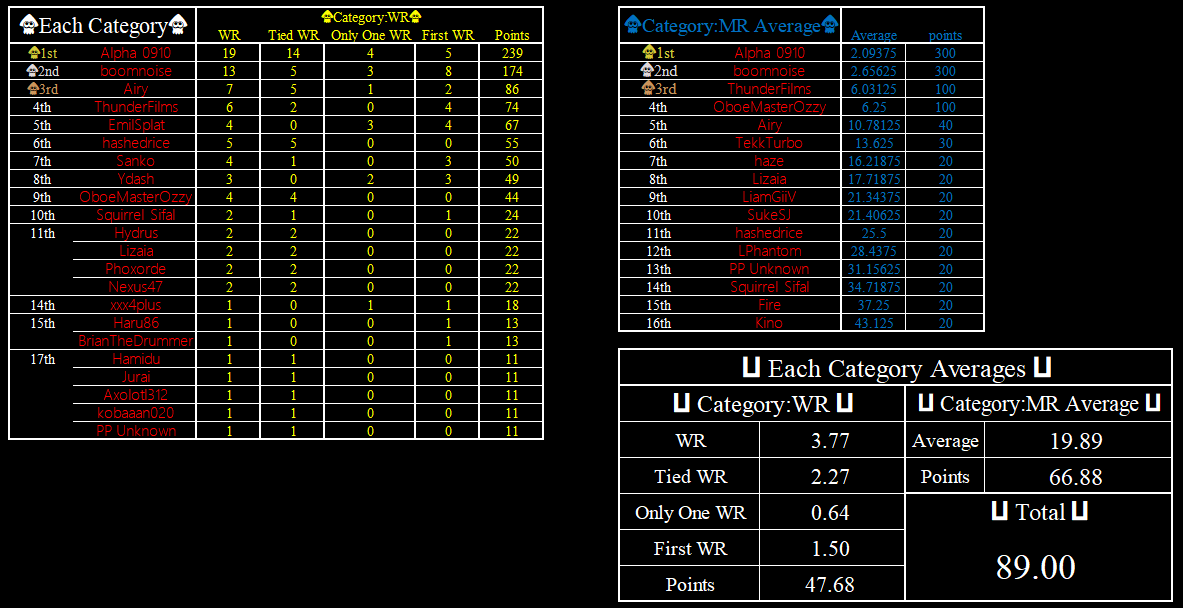 Each Category
Category:WR
WR Tied WR Only One WR First WR Points
1st Alpha 0910 19 14 4 5 239
2nd boomnoise 13 5 3 8 174
3rd Airy 7 5 1 2 86
4th ThunderFilms 6 2 0 4 74
5th EmilSplat 4 0 3 4 67
6th hashedrice 5 5 0 0 55
7th Sanko 4 1 0 3 50
8th Ydash 3 0 2 3 49
9th OboeMasterOzzy 4 4 0 0 44
10th Squirrel Sifal 2 1 0 1 24
11th Hydrus 2 2 0 0 22
Lizaia 2 2 0 0 22
Phoxorde 2 2 0 0 22
Nexus47 2 2 0 0 22
14th xxx4plus 1 0 1 1 18
15th Haru86 1 0 0 1 13
BrianTheDrummer 1 0 0 1 13
17th Hamidu 1 1 0 0 11
Jurai 1 1 0 0 11
Axolotl312 1 1 0 0 11
kobaaan020 1 1 0 0 11
PP Unknown 1 1 0 0 11
Category:MR Average
Average points
1st Alpha 0910 2.09375 300
2nd boomnoise 2.65625 300
3rd ThunderFilms 6.03125 100
4th OboeMasterOzzy 6.25 100
5th Airy 10.78125 40
6th TekkTurbo 13.625 30
7th haze 16.21875 20
8th Lizaia 17.71875 20
9th LiamGiiV 21.34375 20
10th SukeSJ 21.40625 20
11th hashedrice 25.5 20
12th LPhantom 28.4375 20
13th PP Unknown 31.15625 20
14th Squirrel Sifal 34.71875 20
15th Fire 37.25 20
16th Kino 43.125 20
Each Category Averages
Category:WR
WR 3.77
Tied WR 2.27
Only One WR 0.64
First WR 1.50
Points 47.68
Category:MR Average
Average 19.89
Points 66.88
Total
89.00